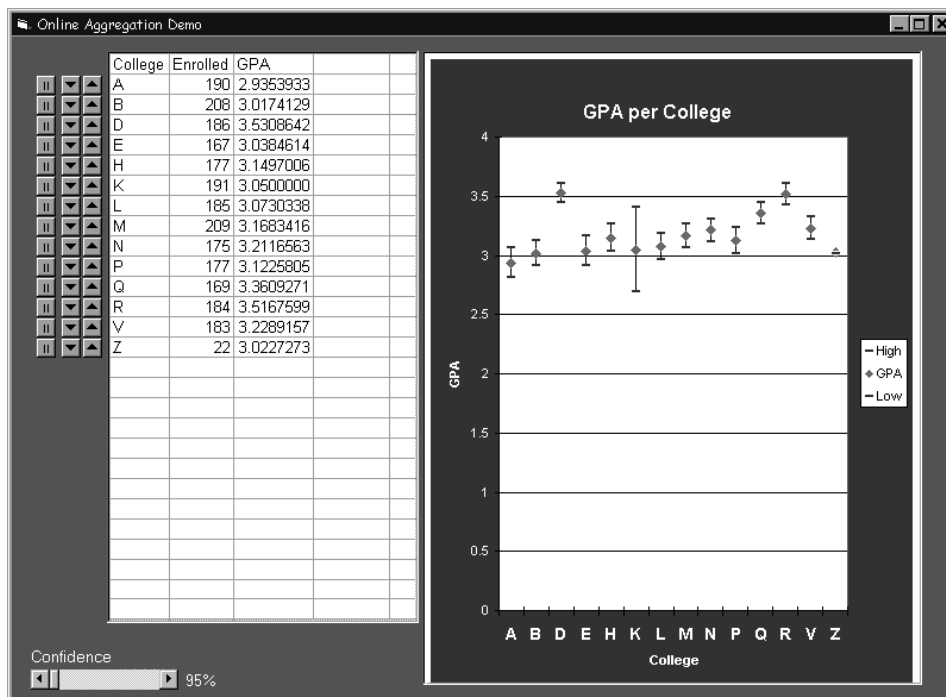 Online Aggregation Demo
College Enrolled GPA
A 190 2.9353933
B 208 3.0174129
D 186 3.5308642
E 167 3.0384614
H 177 3.1497006
K 191 3.0500000
L 185 3.0730338
M 209 3.1683416
N 175 3.2116563
P 177 3.1225805
Q 169 3.3609271
R 184 3.5167599
V 183 3.2289157
Z 22 3.0227273
Confidence
95%
GPA per College
4
3.5
3
2.5
2
1.5
1
0.5
0
GPA
A B D E H K L M N P Q R V Z
College
High
GPA
Low